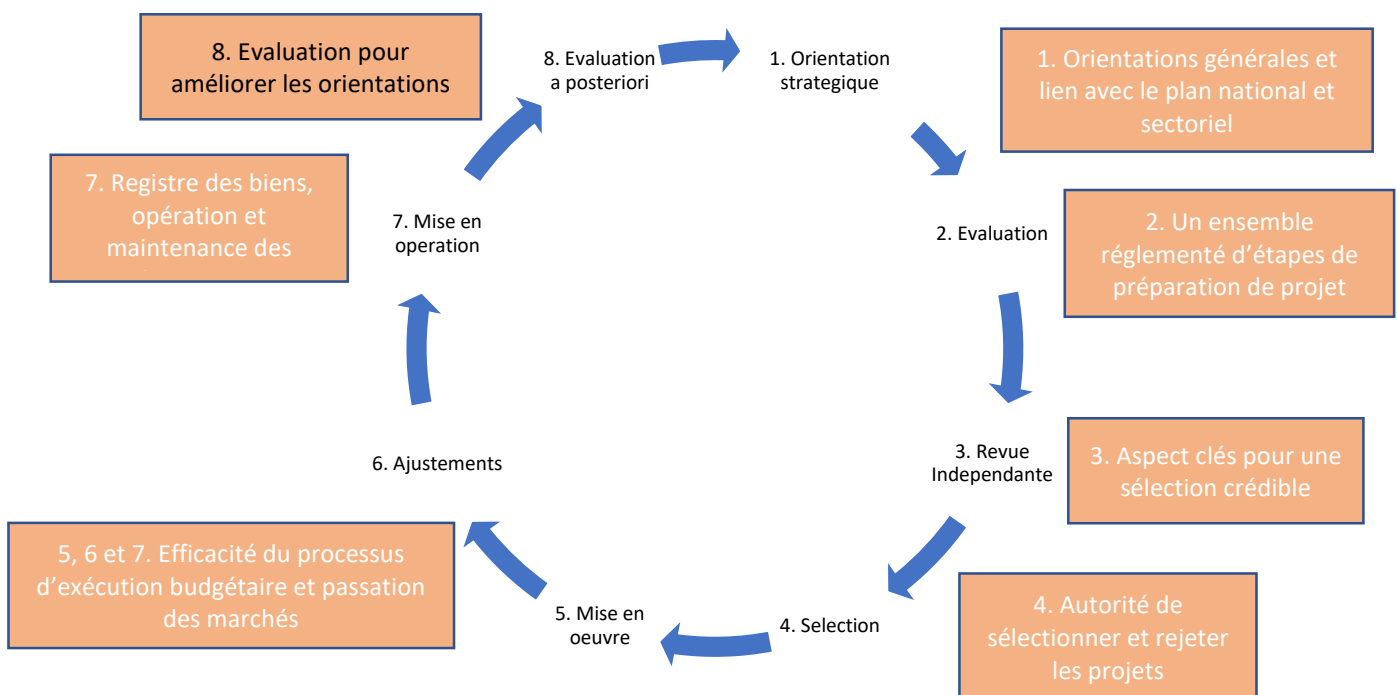 8. Evaluation pour
améliorer les orientations
8. Evaluation
a posteriori
1. Orientation
strategique
1. Orientations générales et
lien avec le plan national et
sectoriel
7. Registre des biens,
opération et
maintenance des
7. Mise en
operation
2. Evaluation
2. Un ensemble
réglementé d’étapes de
préparation de projet
6. Ajustements
3. Revue
Independante
3. Aspect clés pour une
sélection crédible
5, 6 et 7. Efficacité du processus
d’exécution budgétaire et passation
des marchés
5. Mise en
oeuvre
4. Selection
4. Autorité de
sélectionner et rejeter
les projets